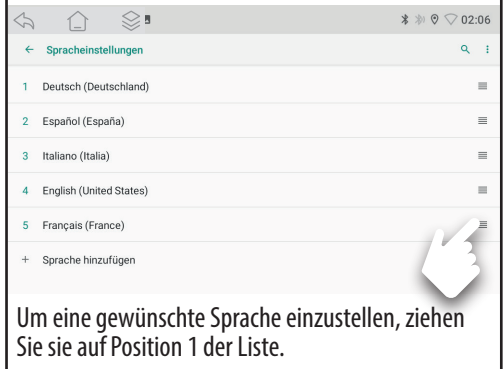 02:06
Spracheinstellungen
1 Deutsch (Deutschland)
2 Español (España)
3 Italiano (Italia)
4 English (United States)
5 Français (France)
+ Sprache hinzufügen
Um eine gewünschte Sprache einzustellen, ziehen
Sie sie auf Position 1 der Liste.